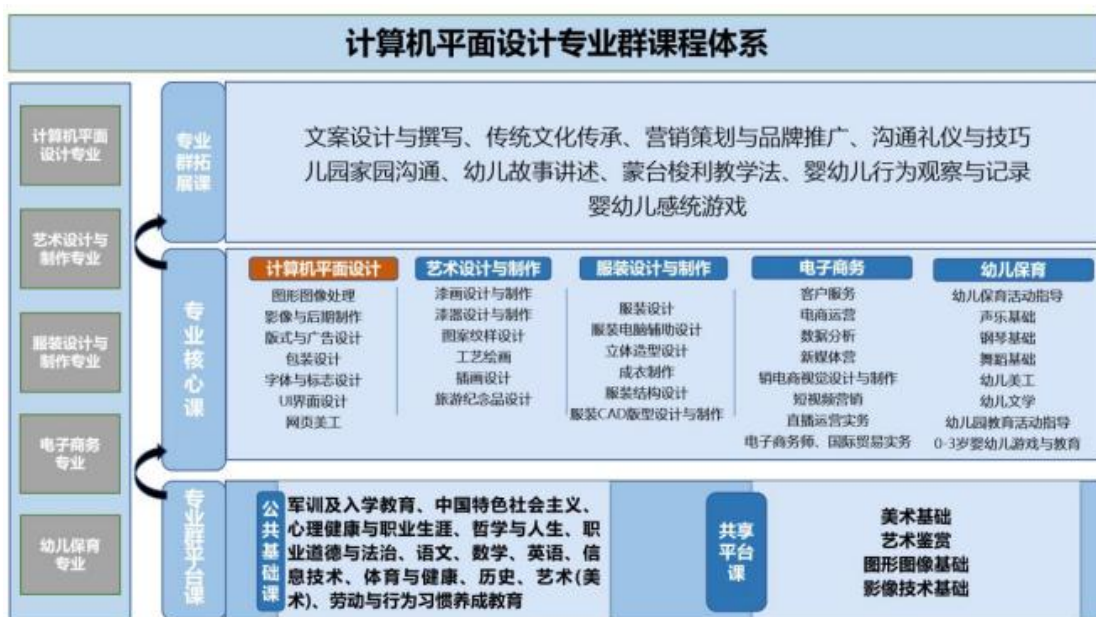 计算机平面设计专业群课程体系
计算机平面
设计专业
艺术设计与
制作专业
服装设计与
制作专业
电子商务
专业
幼儿保育
专业
专业
群拓
展课
文案设计与撰写、传统文化传承、营销策划与品牌推广、沟通礼仪与技巧
儿园家园沟通、幼儿故事讲述、蒙台梭利教学法、婴幼儿行为观察与记录
婴幼儿感统游戏
专业核心课
计算机平面设计
图形图像处理
影像与后期制作
版式与广告设计
包装设计
字体与标志设计
UI界面设计
网页美工
艺术设计与制作
漆画设计与制作
漆器设计与制作
图案纹样设计
工艺绘画
插画设计
旅游纪念品设计
服装设计与制作
服装设计
服装电脑辅助设计
立体造型设计
成衣制作
服装结构设计
服装CAD版型设计与制作
电子商务
客户服务
电商运营
数据分析
新媒体营
销电商视觉设计与制作
短视频营销
直播运营实务
电子商务师、国际贸易实务
幼儿保育
幼儿保育活动指导
声乐基础
钢琴基础
舞蹈基础
幼儿美工
幼儿文学
幼儿园教育活动指导
0-3岁婴幼儿游戏与教育
专业群平台课
公共基础课
军训及入学教育、中国特色社会主义、
心理健康与职业生涯、哲学与人生、职
业道德与法治、语文、数学、英语、信
息技术、体育与健康、历史、艺术(美
术)、劳动与行为习惯养成教育
共享
平台
课
美术基础
艺术鉴赏
图形图像基础
影像技术基础